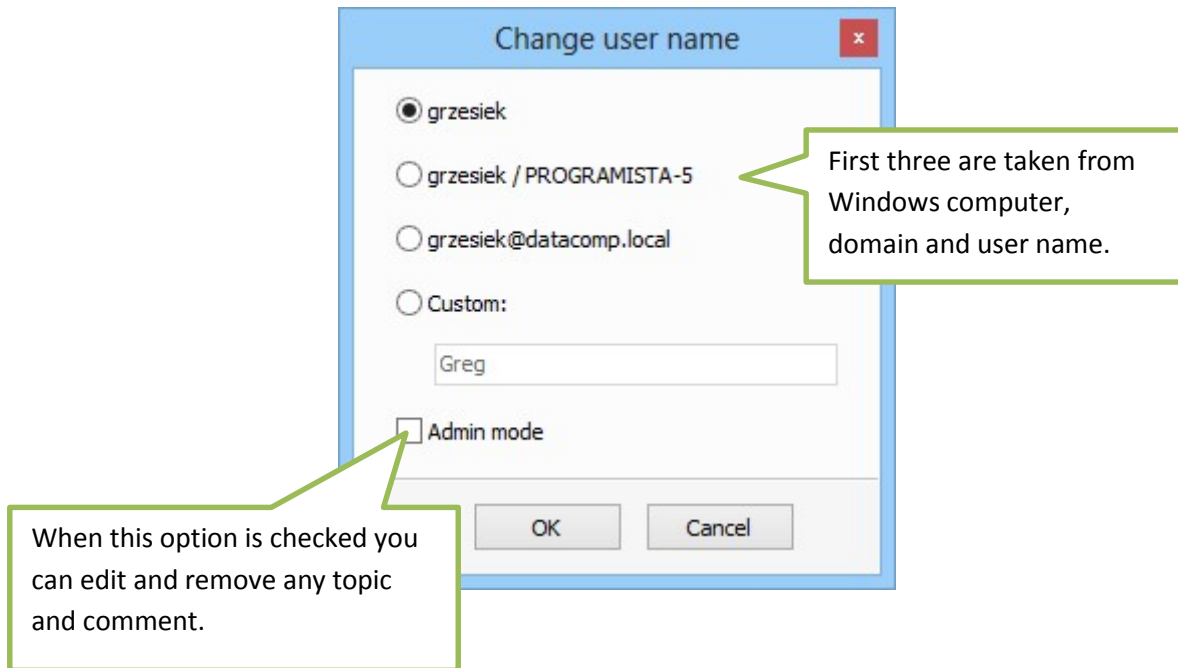 Change user name
x
grzesiek
grzesiek / PROGRAMISTA-5
First three are taken from
Windows computer,
domain and user name.
grzesiek@datacomp.local
Custom:
Greg
Admin mode
When this option is checked you
can edit and remove any topic
and comment.
OK
Cancel